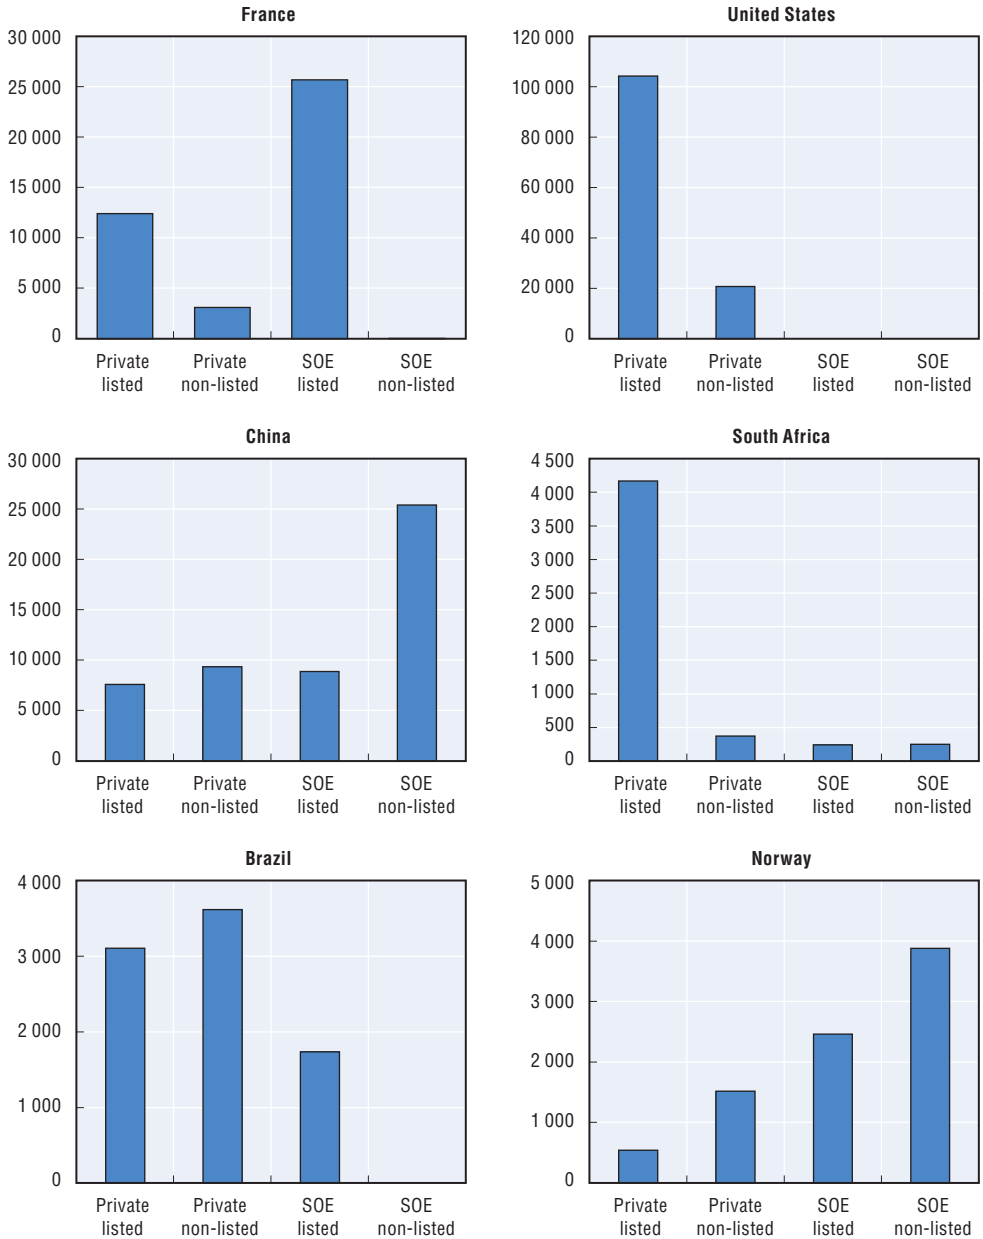 France
30 000
25 000
20 000
15 000
10 000
5 000
0
Private
listed
Private
non-listed
SOE
listed
SOE
non-listed
United States
120 000
100 000
80 000
60 000
40 000
20 000
0
Private
listed
Private
non-listed
SOE
listed
SOE
non-listed
China
30 000
25 000
20 000
15 000
10 000
5 000
0
Private
listed
Private
non-listed
SOE
listed
SOE
non-listed
South Africa
4 500
4 000
3 500
3 000
2 500
2 000
1 500
1 000
500
0
Private
listed
Private
non-listed
SOE
listed
SOE
non-listed
Brazil
4 000
3 000
2 000
1 000
0
Private
listed
Private
non-listed
SOE
listed
SOE
non-listed
Norway
5 000
4 000
3 000
2 000
1 000
0
Private
listed
Private
non-listed
SOE
listed
SOE
non-listed